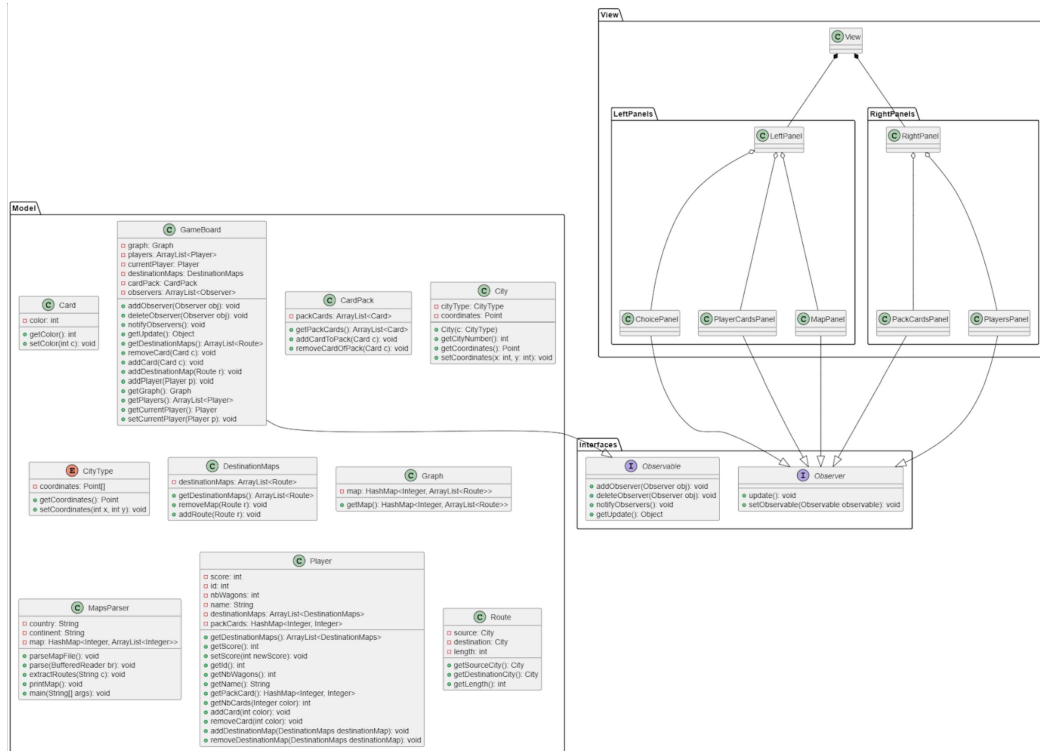 View
C View
LeftPanels
RightPanels
C LeftPanel
C RightPanel
C ChoicePanel
C PlayerCardsPanel
C MapPanel
C PackCardsPanel
C PlayersPanel
Model
C GameBoard
graph: Graph
players: ArrayList<Player>
currentPlayer: Player
destinationMaps: DestinationMaps
cardPack: CardPack
observers: ArrayList<Observer>
addObserver(Observer obj): void
deleteObserver(Observer obj): void
notifyObservers(): void
getUpdate(): Object
getDestinationMaps(): ArrayList<Route>
removeCard(Card c): void
addCard(Card c): void
addDestinationMap(Route r): void
addPlayer(Player p): void
getGraph(): Graph
getPlayers(): ArrayList<Player>
getCurrentPlayer(): Player
setCurrentPlayer(Player p): void
C Card
color: int
getColor(): int
setColor(int c): void
C CardPack
packCards: ArrayList<Card>
getPackCards(): ArrayList<Card>
addCardToPack(Card c): void
removeCardOfPack(Card c): void
C City
cityType: CityType
coordinates: Point
City(c: CityType)
getCityNumber(): int
getCoordinates(): Point
setCoordinates(x: int, y: int): void
Interfaces
I Observable
addObserver(Observer obj): void
deleteObserver(Observer obj): void
notifyObservers(): void
getUpdate(): Object
I Observer
update(): void
setObservable(Observable observable): void
E CityType
coordinates: Point[]
getCoordinates(): Point
setCoordinates(int x, int y): void
C DestinationMaps
destinationMaps: ArrayList<Route>
getDestinationMaps(): ArrayList<Route>
removeMap(Route r): void
addRoute(Route r): void
C Graph
map: HashMap<Integer, ArrayList<Route>>
getMap(): HashMap<Integer, ArrayList<Route>>
C MapsParser
country: String
continent: String
map: HashMap<Integer, ArrayList<Integer>>
parseMapFile(): void
parse(BufferedReader br): void
extractRoutes(String c): void
printMap(): void
main(String[] args): void
C Player
score: int
id: int
nbWagons: int
name: String
destinationMaps: ArrayList<DestinationMaps>
packCards: HashMap<Integer, Integer>
getDestinationMaps(): ArrayList<DestinationMaps>
getScore(): int
setScore(int newScore): void
getId(): int
getNbWagons(): int
getName(): String
getPackCard(): HashMap<Integer, Integer>
getNbCards(Integer color): int
addCard(int color): void
removeCard(int color): void
addDestinationMap(DestinationMaps destinationMap): void
removeDestinationMap(DestinationMaps destinationMap): void
C Route
source: City
destination: City
length: int
getSourceCity(): City
getDestinationCity(): City
getLength(): int